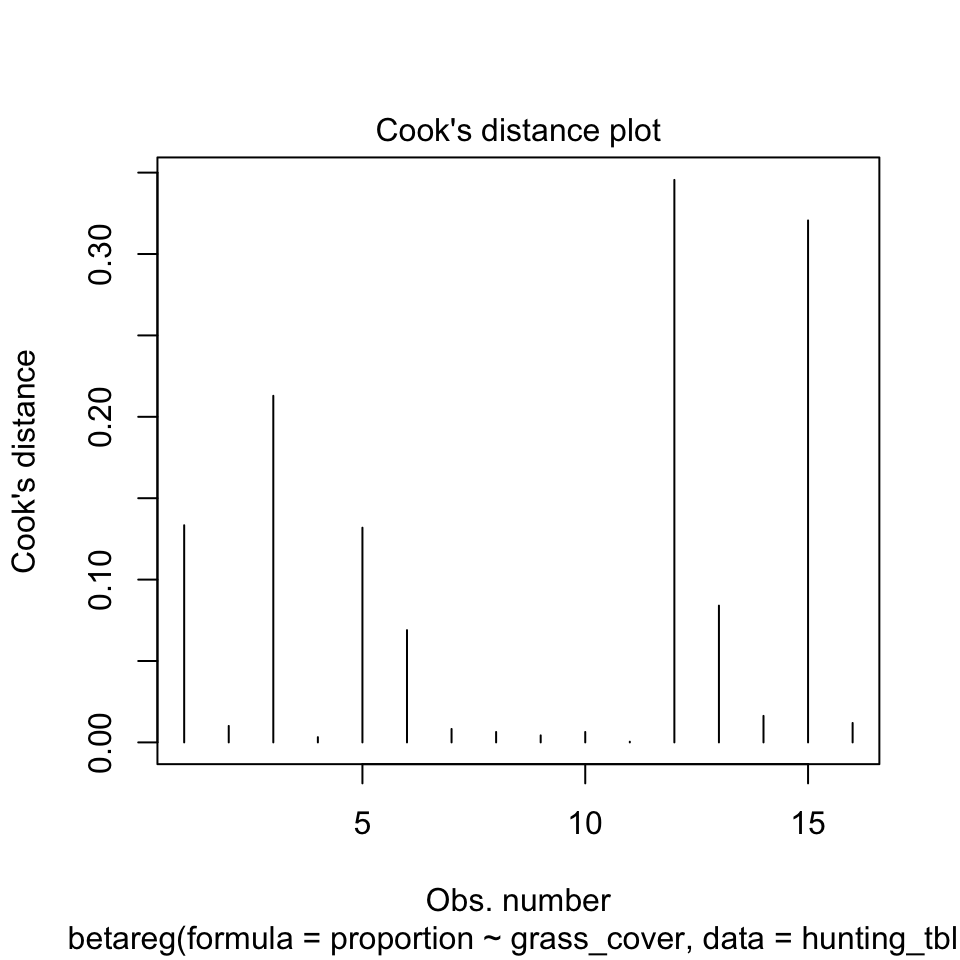 Cook's distance plot
Cook's distance
0.30
0.20
0.10
0.00
5 10 15
Obs. number
betareg(formula = proportion ~ grass_cover, data = hunting_tbl